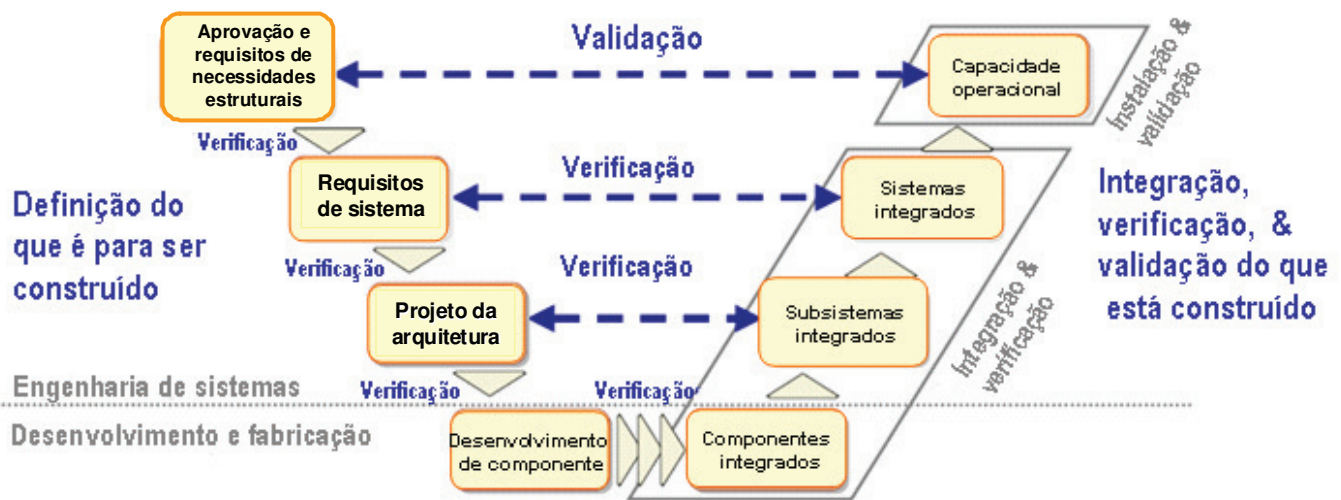 Aprovação e
requisitos de
necessidades
estruturais
Validação
Capacidade
operacional
Instalação &
validação
Verificação
Requisitos
de sistema
Verificação
Sistemas
integrados
Definição do
que é para ser
construído
Integração,
verificação, &
validação do que
está construído
Verificação
Projeto da
arquitetura
Verificação
Subsistemas
integrados
Integração &
verificação
Engenharia de sistemas
Verificação
Verificação
Desenvolvimento e fabricação
Desenvolvimento
de componente
Componentes
integrados